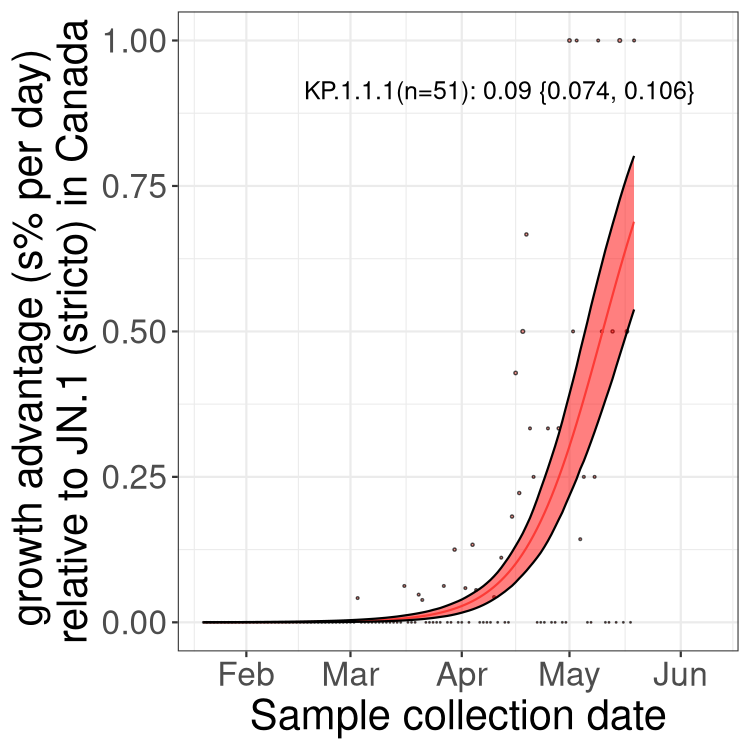 growth advantage (s% per day)
relative to JN.1 (stricto) in Canada
1.00
0.75
0.50
0.25
0.00
KP.1.1.1(n=51): 0.09 {0.074, 0.106}
Feb Mar Apr May Jun
Sample collection date